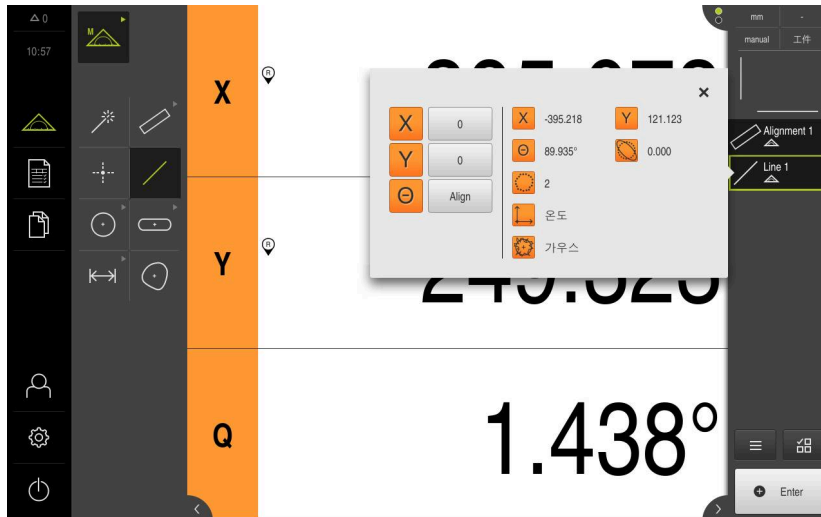 △ 0
10:57
M
X
R
Y
R
Q
1.438°
X
0
Y
0
Θ
Align
X
-395.218
Y
121.123
Θ
89.935°
0.000
2
온도
가우스
mm
-
manual
工件
Alignment 1
Line 1
Enter